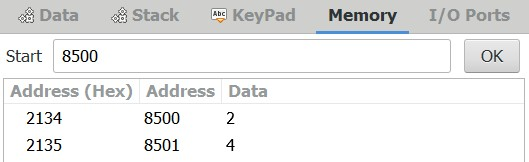 Data Stack KeyPad Memory I/O Ports
Start 8500 OK
Address (Hex) Address Data
2134 8500 2
2135 8501 4